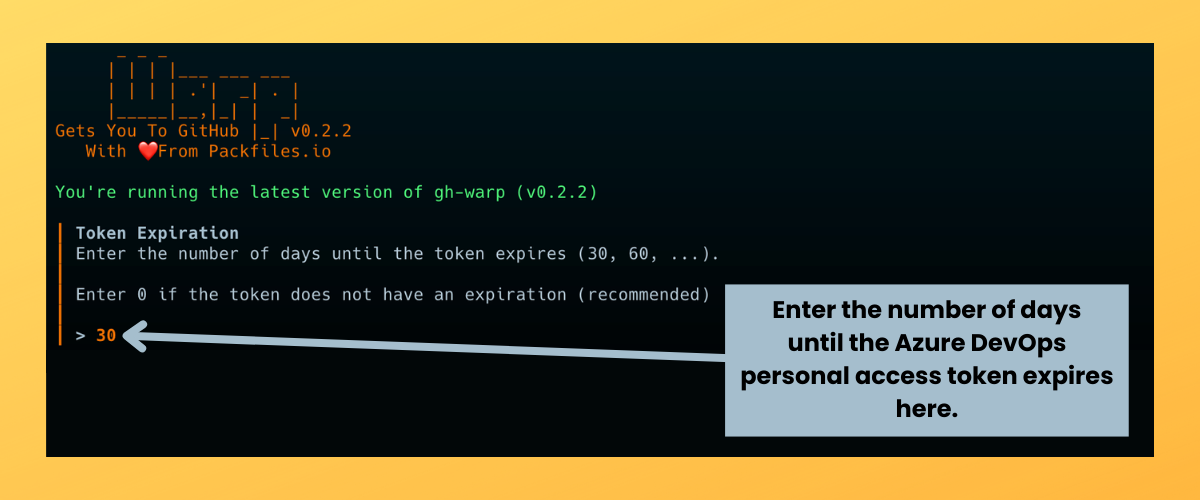 Warp
Gets You To GitHub |_| v0.2.2
With ❤️From Packfiles.io
You're running the latest version of gh-warp (v0.2.2)
Token Expiration
Enter the number of days until the token expires (30, 60, ...).
Enter 0 if the token does not have an expiration (recommended)
> 30
Enter the number of days
until the Azure DevOps
personal access token expires
here.